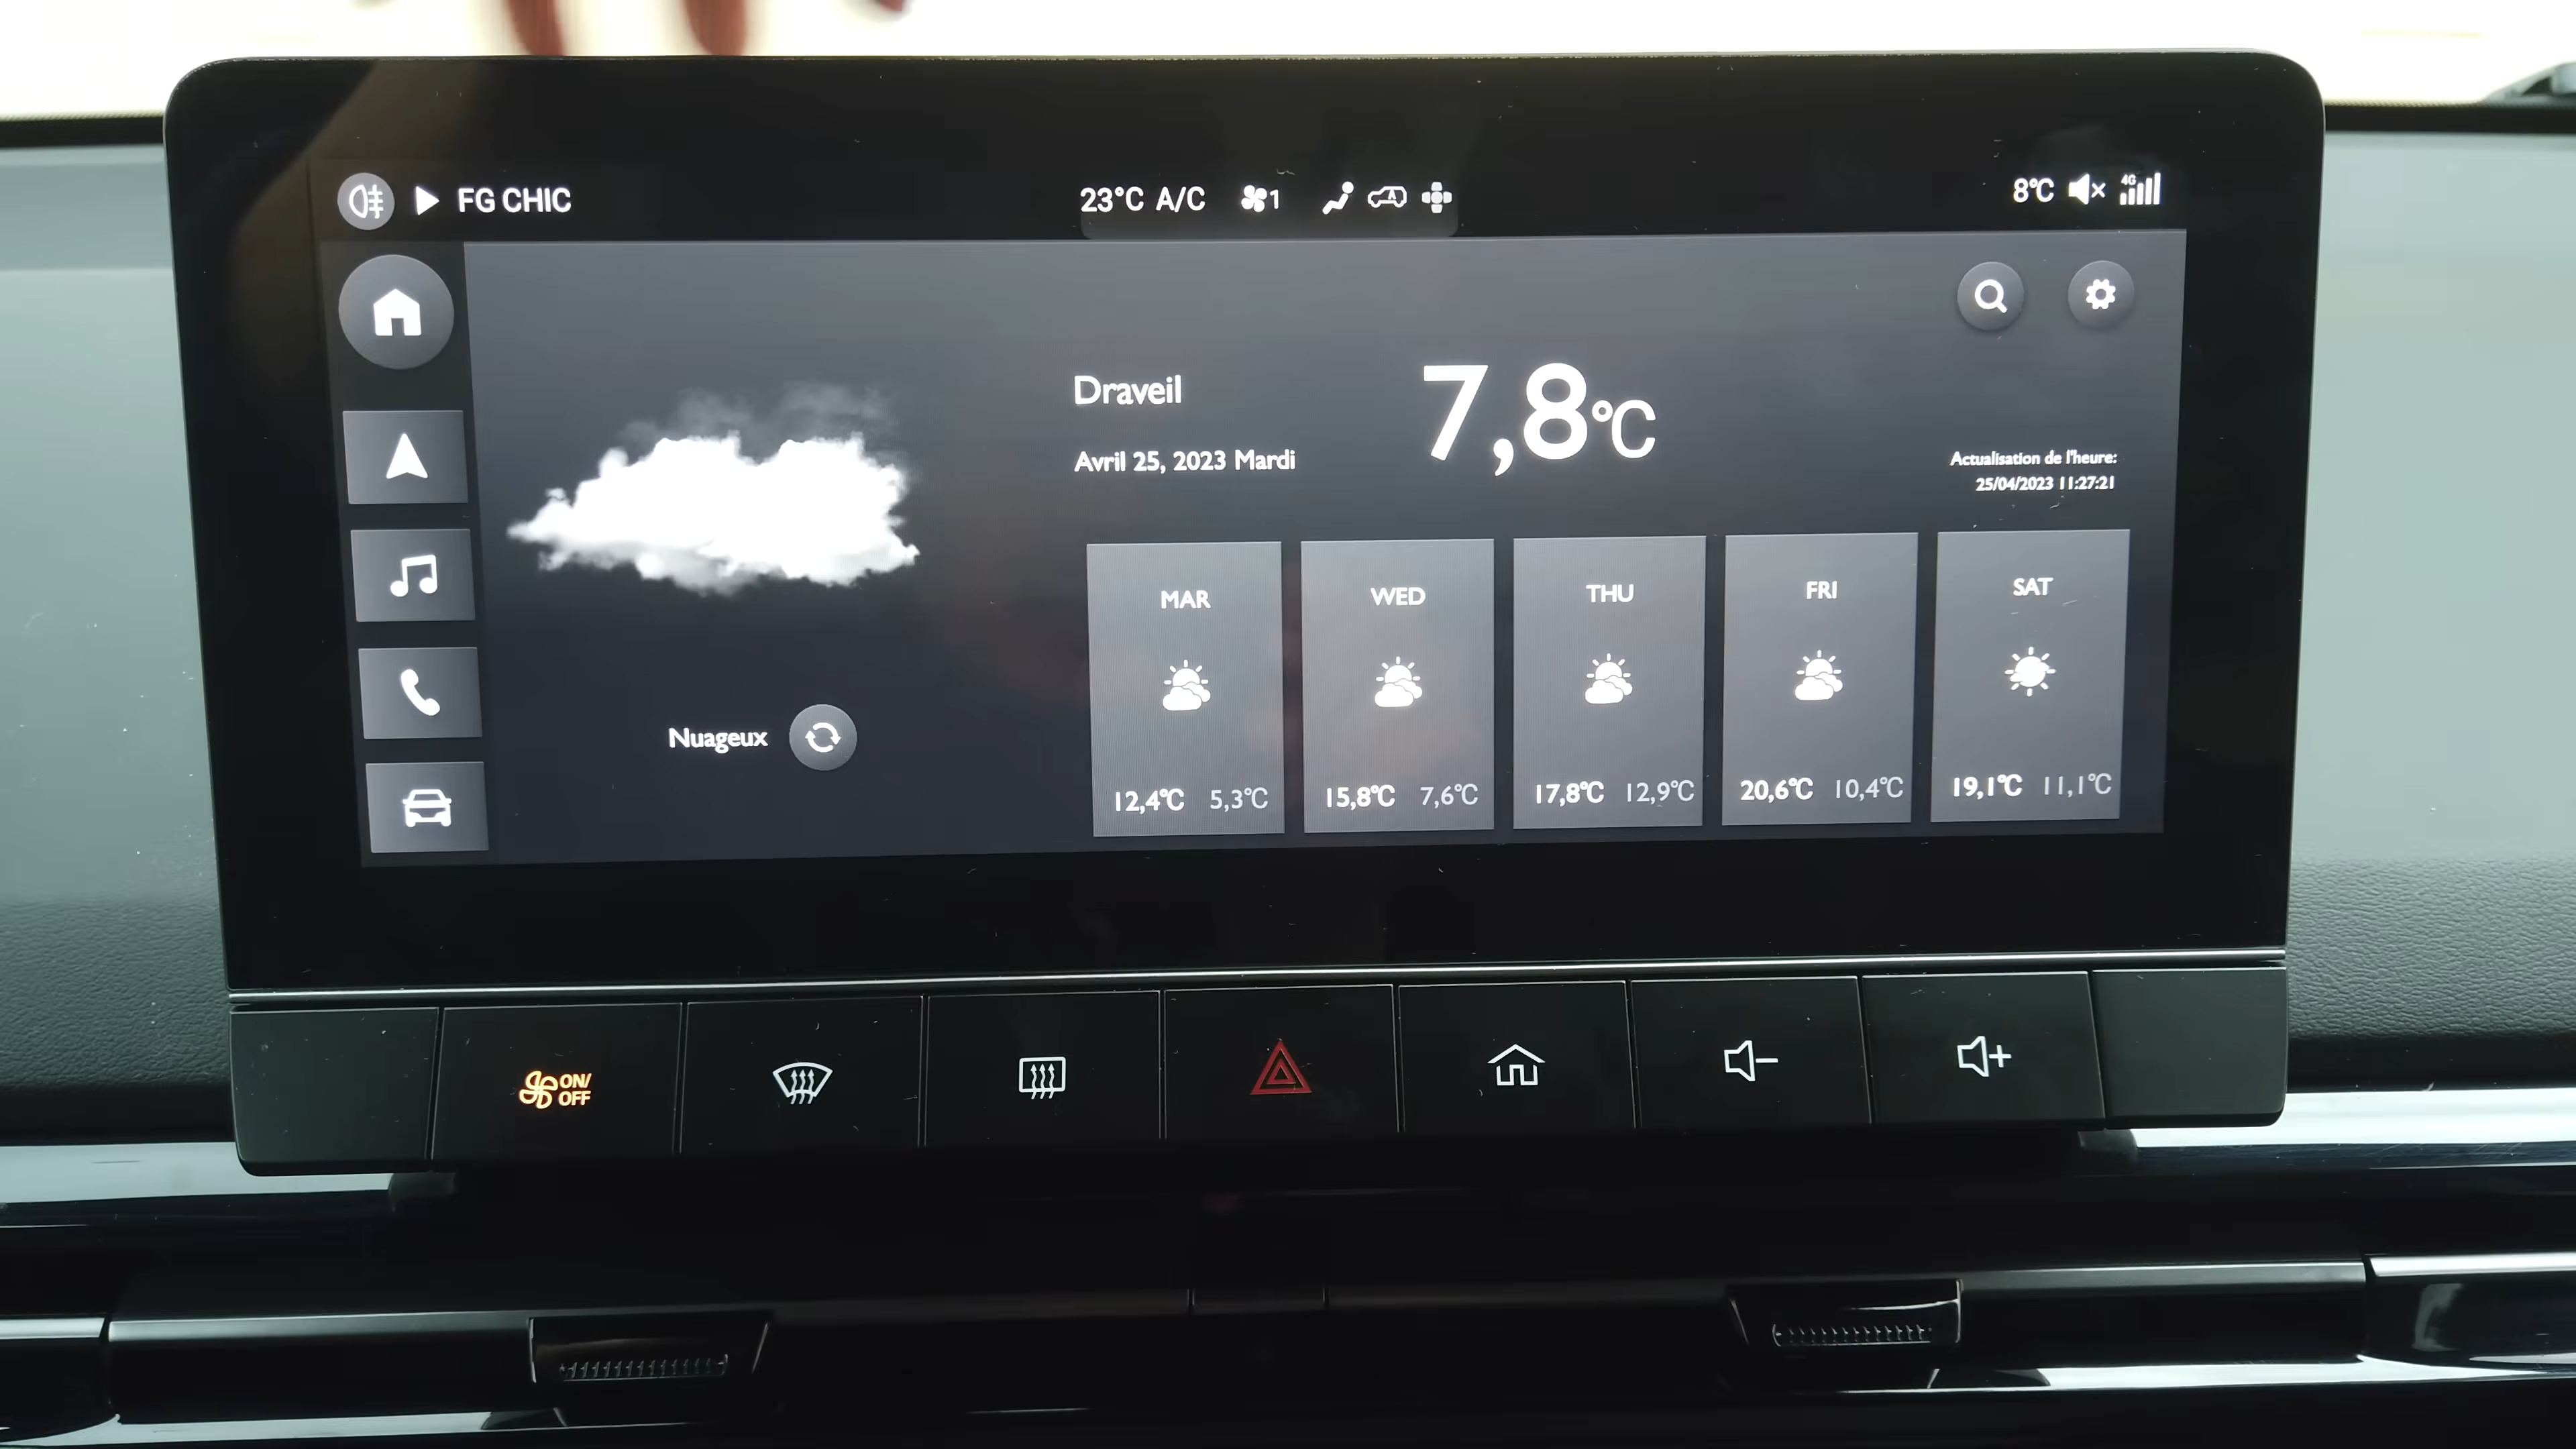 FG CHIC
23°C A/C 1
8°C 4G
Draveil
7,8°C
Avril 25, 2023 Mardi
Actualisation de l'heure:
25/04/2023 11:27:21
MAR WED THU FRI SAT
Nuageux
12,4°C 5,3°C 15,8°C 7,6°C 17,8°C 12,9°C 20,6°C 10,4°C 19,1°C 11,1°C
ON/
OFF